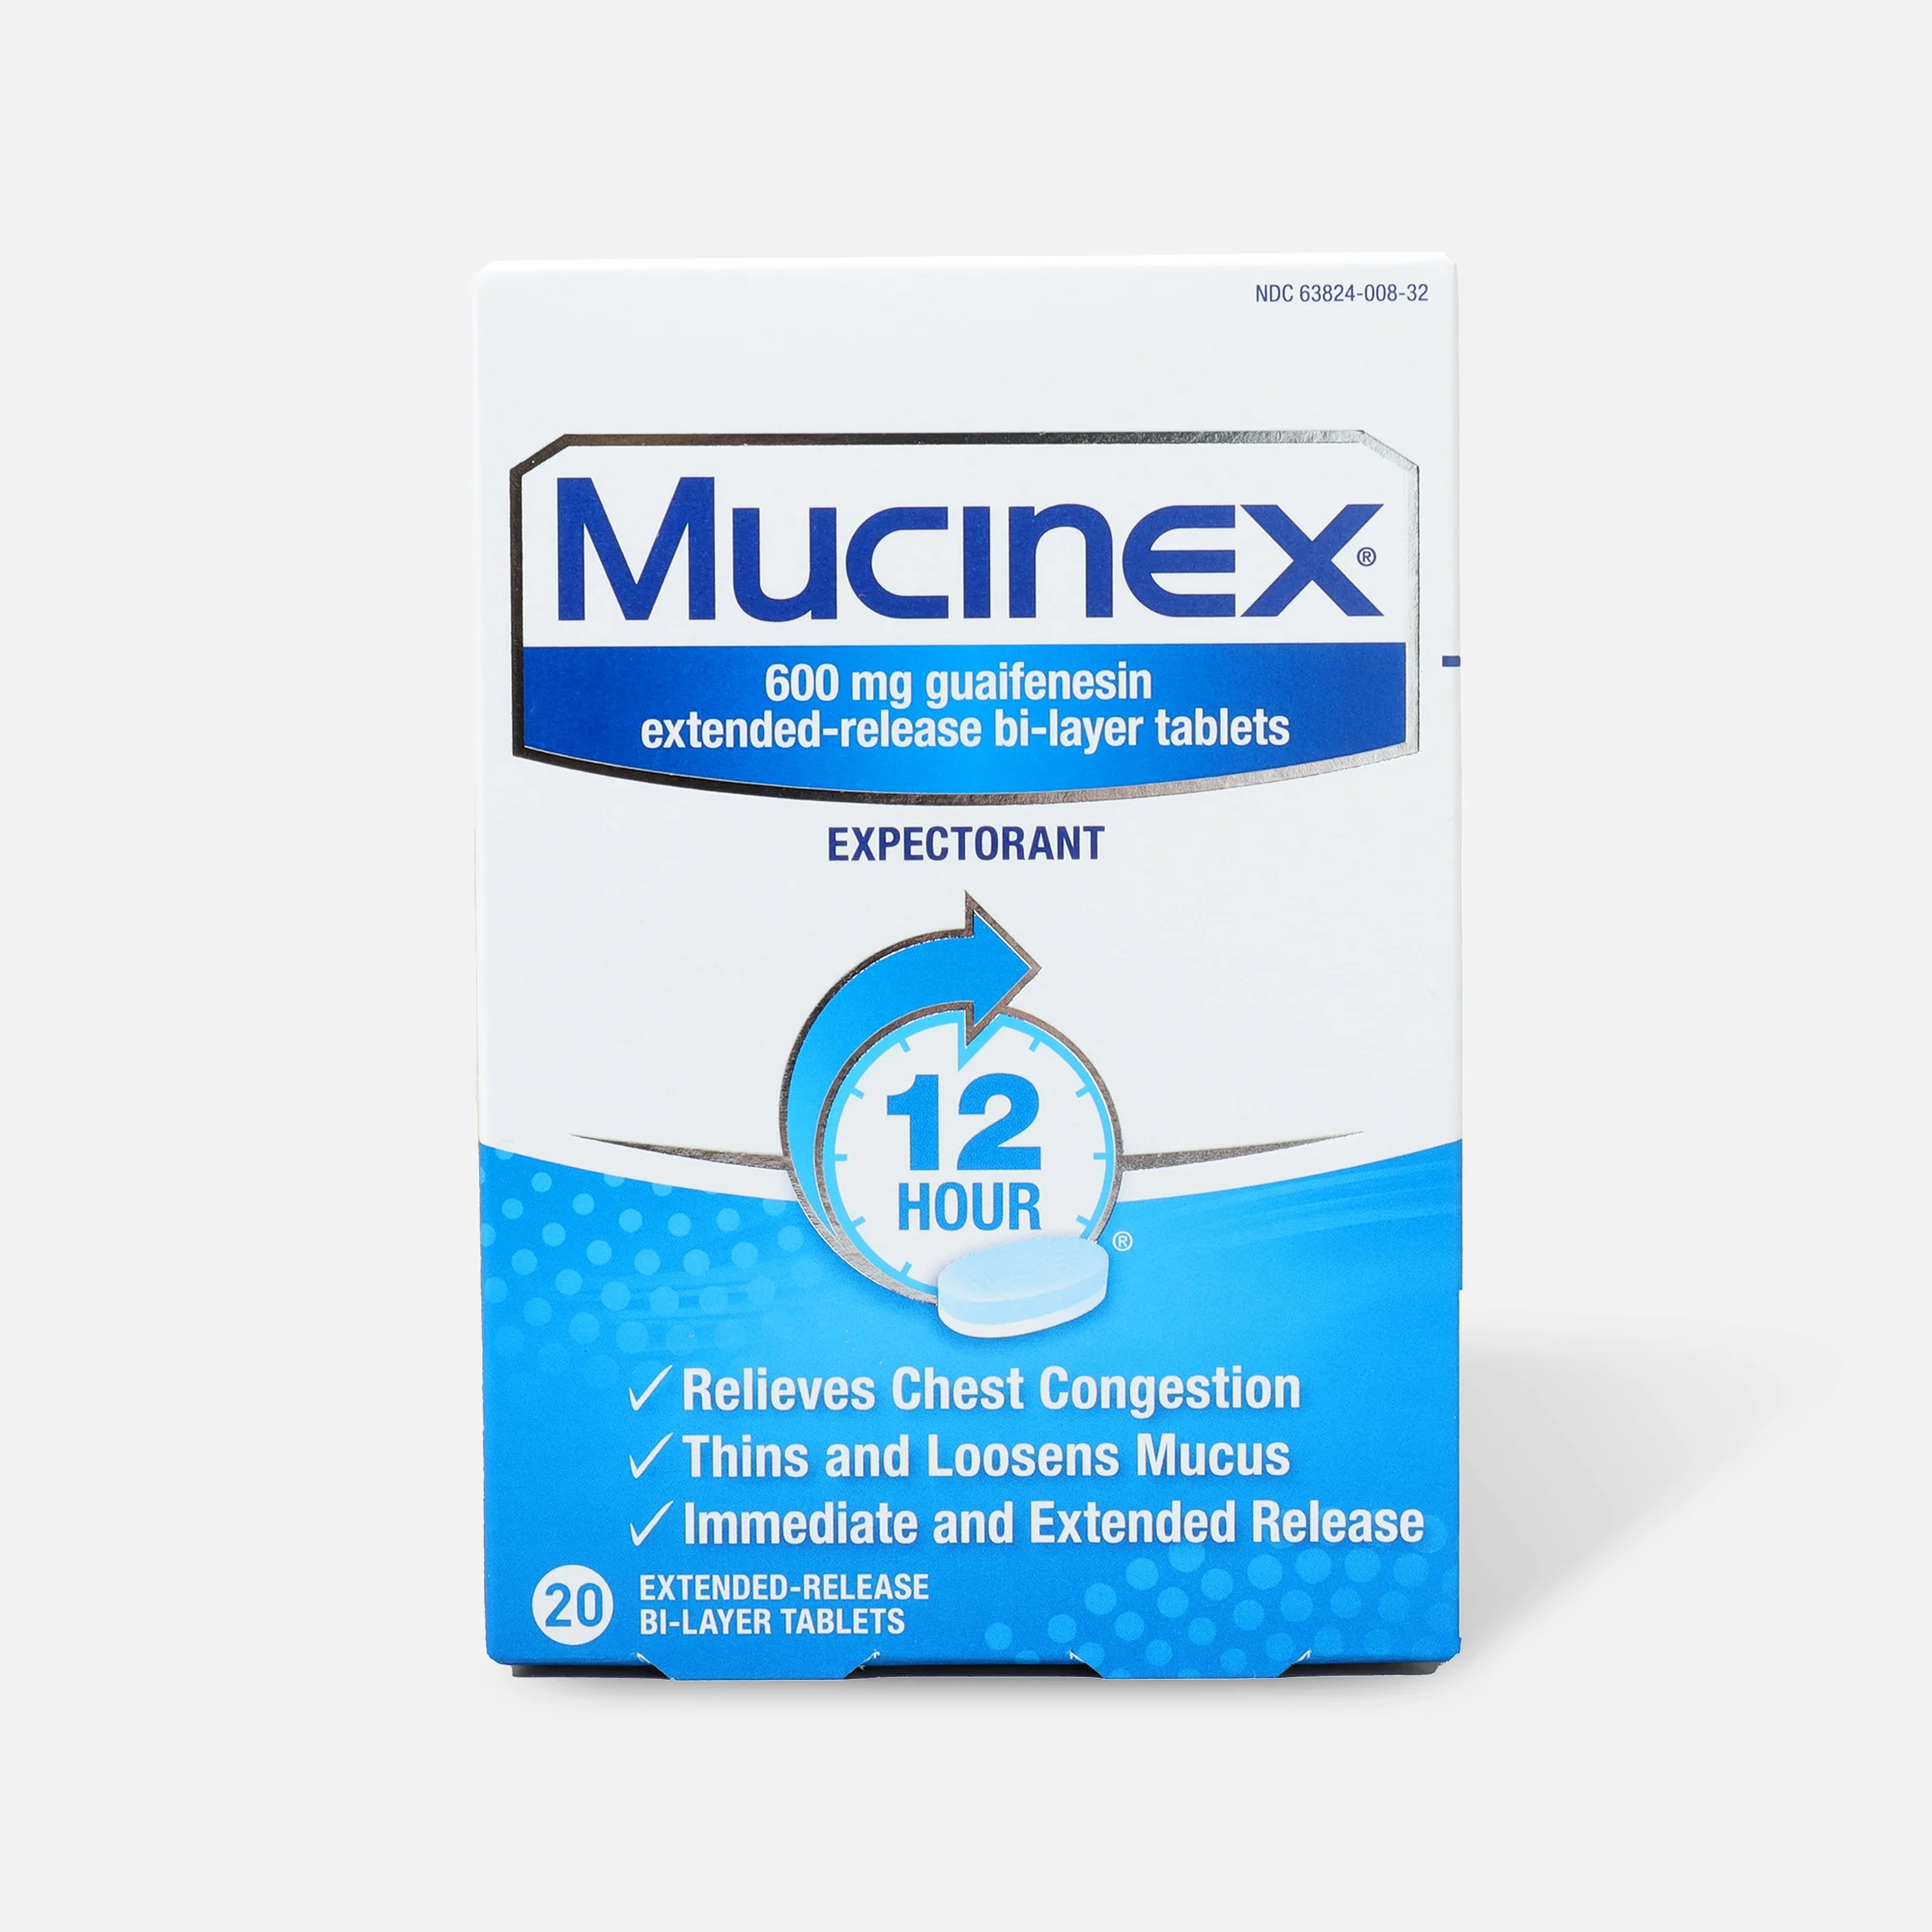 NDC 63824-008-32
Mucinex®
600 mg guaifenesin
extended-release bi-layer tablets
EXPECTORANT
12
HOUR
®
Relieves Chest Congestion
Thins and Loosens Mucus
Immediate and Extended Release
20 EXTENDED-RELEASE
BI-LAYER TABLETS